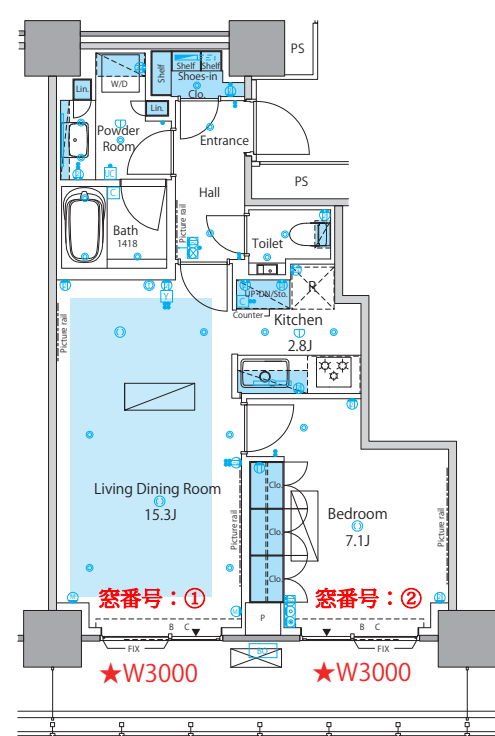 PS
Shelf
Shelf
Shelf
Shoes-in
Clo.
W/D
Lin.
Lin.
Powder
Room
Entrance
UC
C
PS
Hall
Bath
1418
Picture rail
Toilet
UP･DN/Sto.
R
C
Counter
Kitchen
2.8J
Y
Picture rail
Living Dining Room
15.3J
Clo.
Clo.
Clo.
Bedroom
7.1J
Picture rail
Picture rail
窓番号：①
窓番号：②
M
M
P
B C
B C
FIX
FIX
★W3000
★W3000